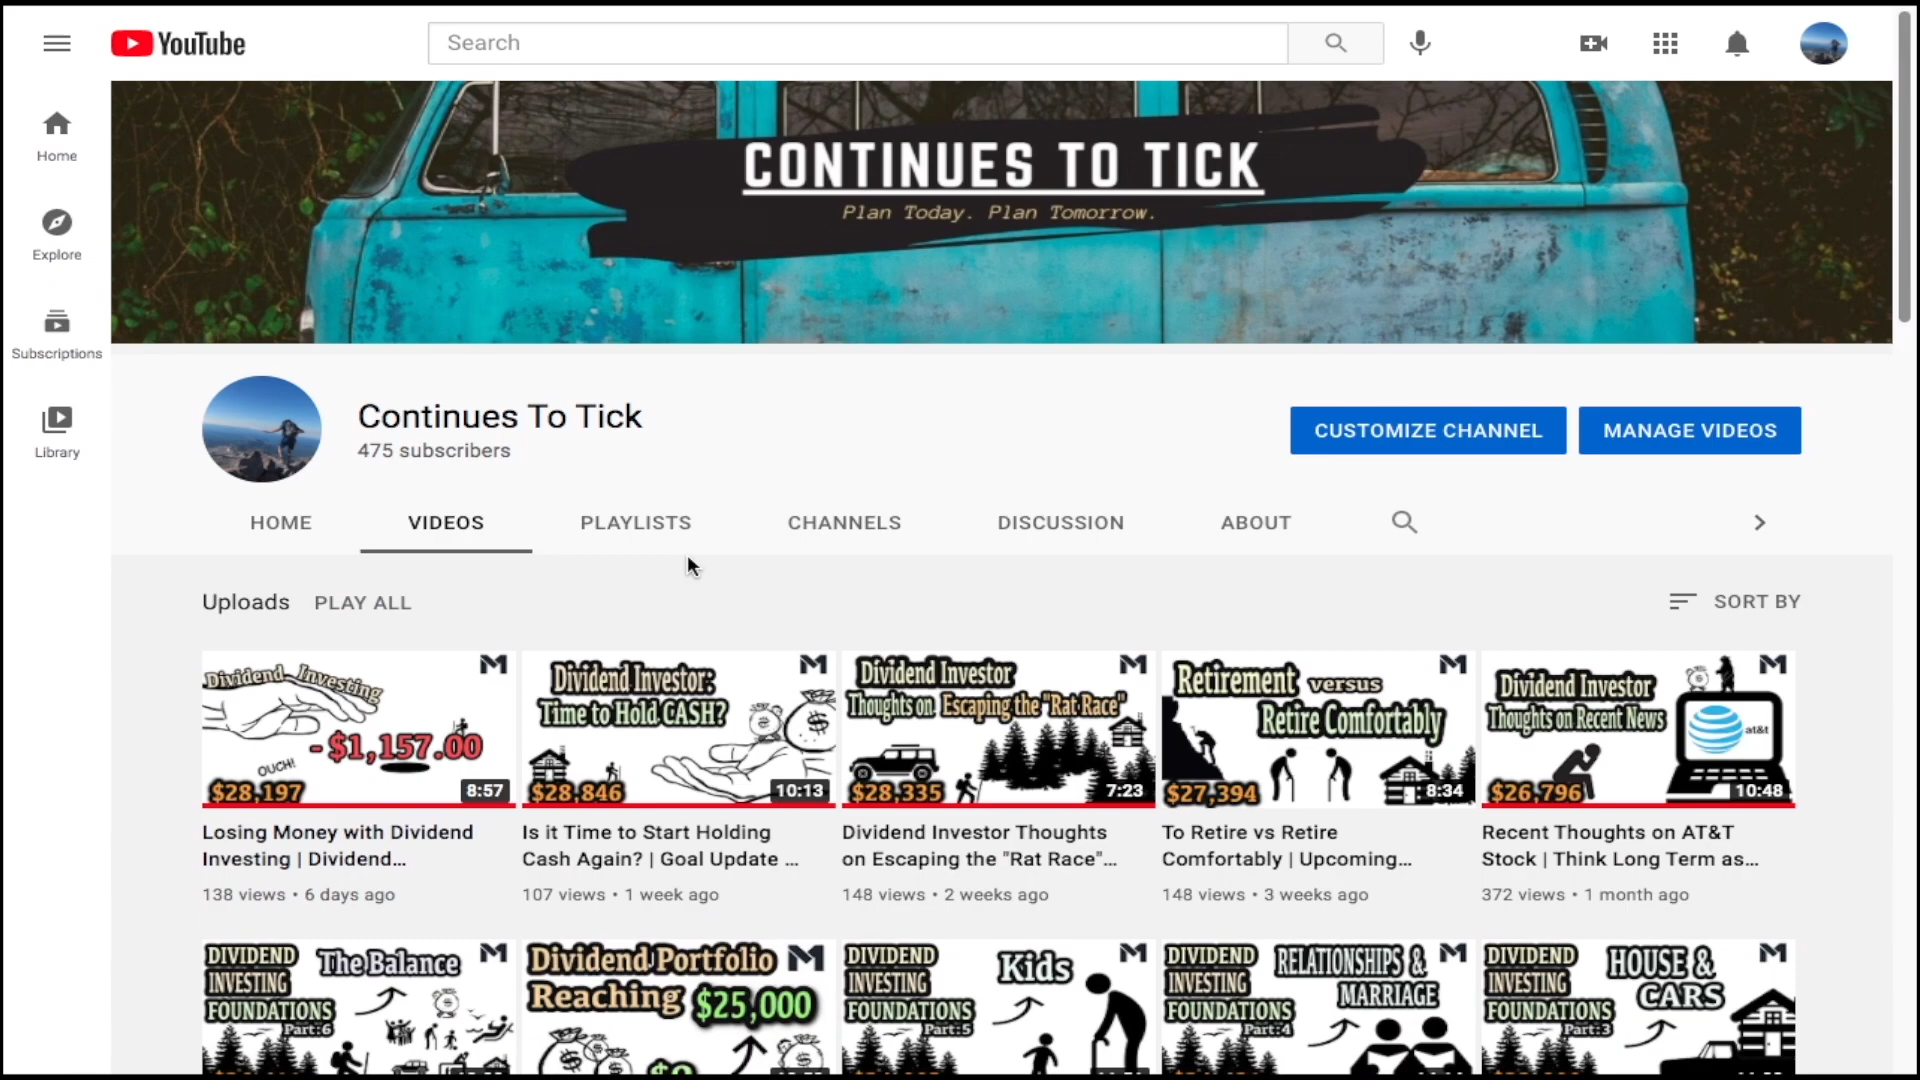 YouTube
Search
Home
Explore
Subscriptions
Library
CONTINUES TO TICK
Plan Today. Plan Tomorrow.
Continues To Tick
475 subscribers
CUSTOMIZE CHANNEL
MANAGE VIDEOS
HOME
VIDEOS
PLAYLISTS
CHANNELS
DISCUSSION
ABOUT
Uploads
PLAY ALL
SORT BY
Dividend Investing
- $1,157.00
OUCH!
$28,197
8:57
Losing Money with Dividend
Investing | Dividend...
138 views • 6 days ago
Dividend Investor:
Time to Hold CASH?
$28,846
10:13
Is it Time to Start Holding
Cash Again? | Goal Update ...
107 views • 1 week ago
Dividend Investor
Thoughts on Escaping the "Rat Race"
$28,335
7:23
Dividend Investor Thoughts
on Escaping the "Rat Race"...
148 views • 2 weeks ago
Retirement versus
Retire Comfortably
$27,394
8:34
To Retire vs Retire
Comfortably | Upcoming...
148 views • 3 weeks ago
Dividend Investor
Thoughts on Recent News
at&t
$26,796
10:48
Recent Thoughts on AT&T
Stock | Think Long Term as...
372 views • 1 month ago
DIVIDEND
INVESTING
FOUNDATIONS
Part:6
The Balance
Dividend Portfolio
Reaching $25,000
DIVIDEND
INVESTING
FOUNDATIONS
Part:5
Kids
DIVIDEND
INVESTING
FOUNDATIONS
Part:4
RELATIONSHIPS &
MARRIAGE
DIVIDEND
INVESTING
FOUNDATIONS
Part:3
HOUSE &
CARS